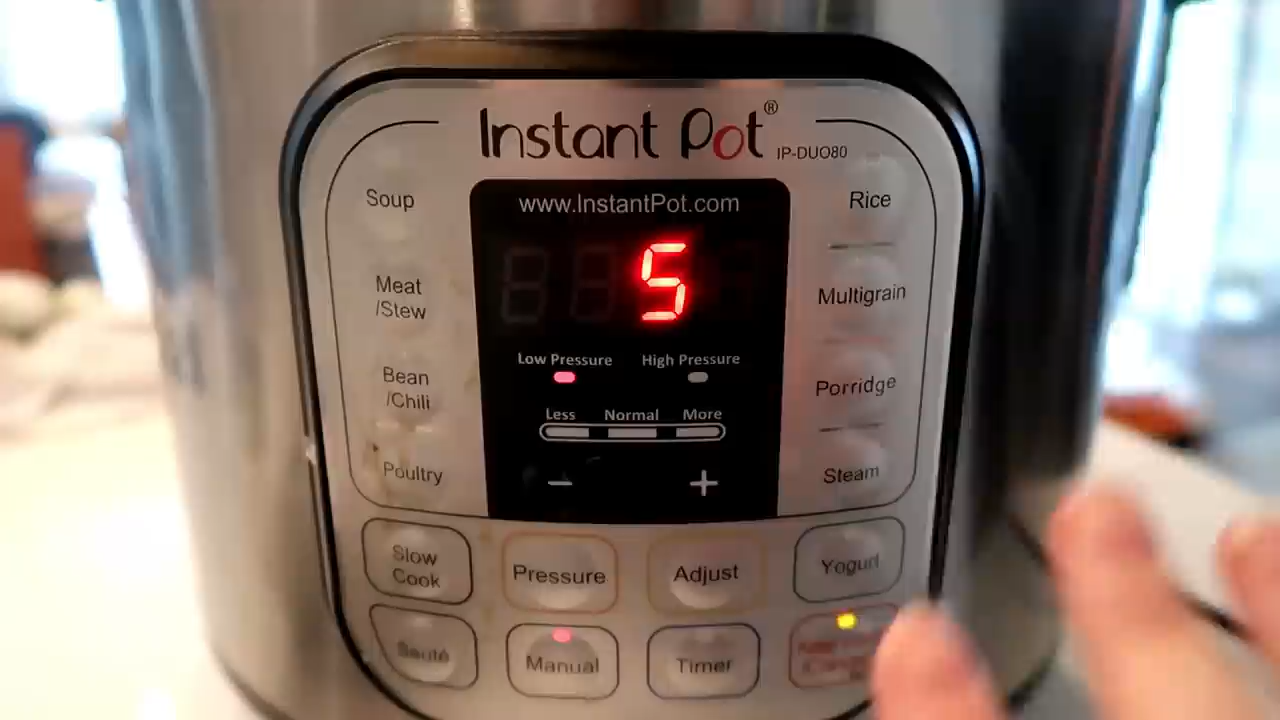 Instant Pot®
IP-DUO80
www.InstantPot.com
5
Low Pressure
High Pressure
Less
Normal
More
−
+
Soup
Meat
/Stew
Bean
/Chili
Poultry
Rice
Multigrain
Porridge
Steam
Slow
Cook
Pressure
Adjust
Yogurt
Sauté
Manual
Timer